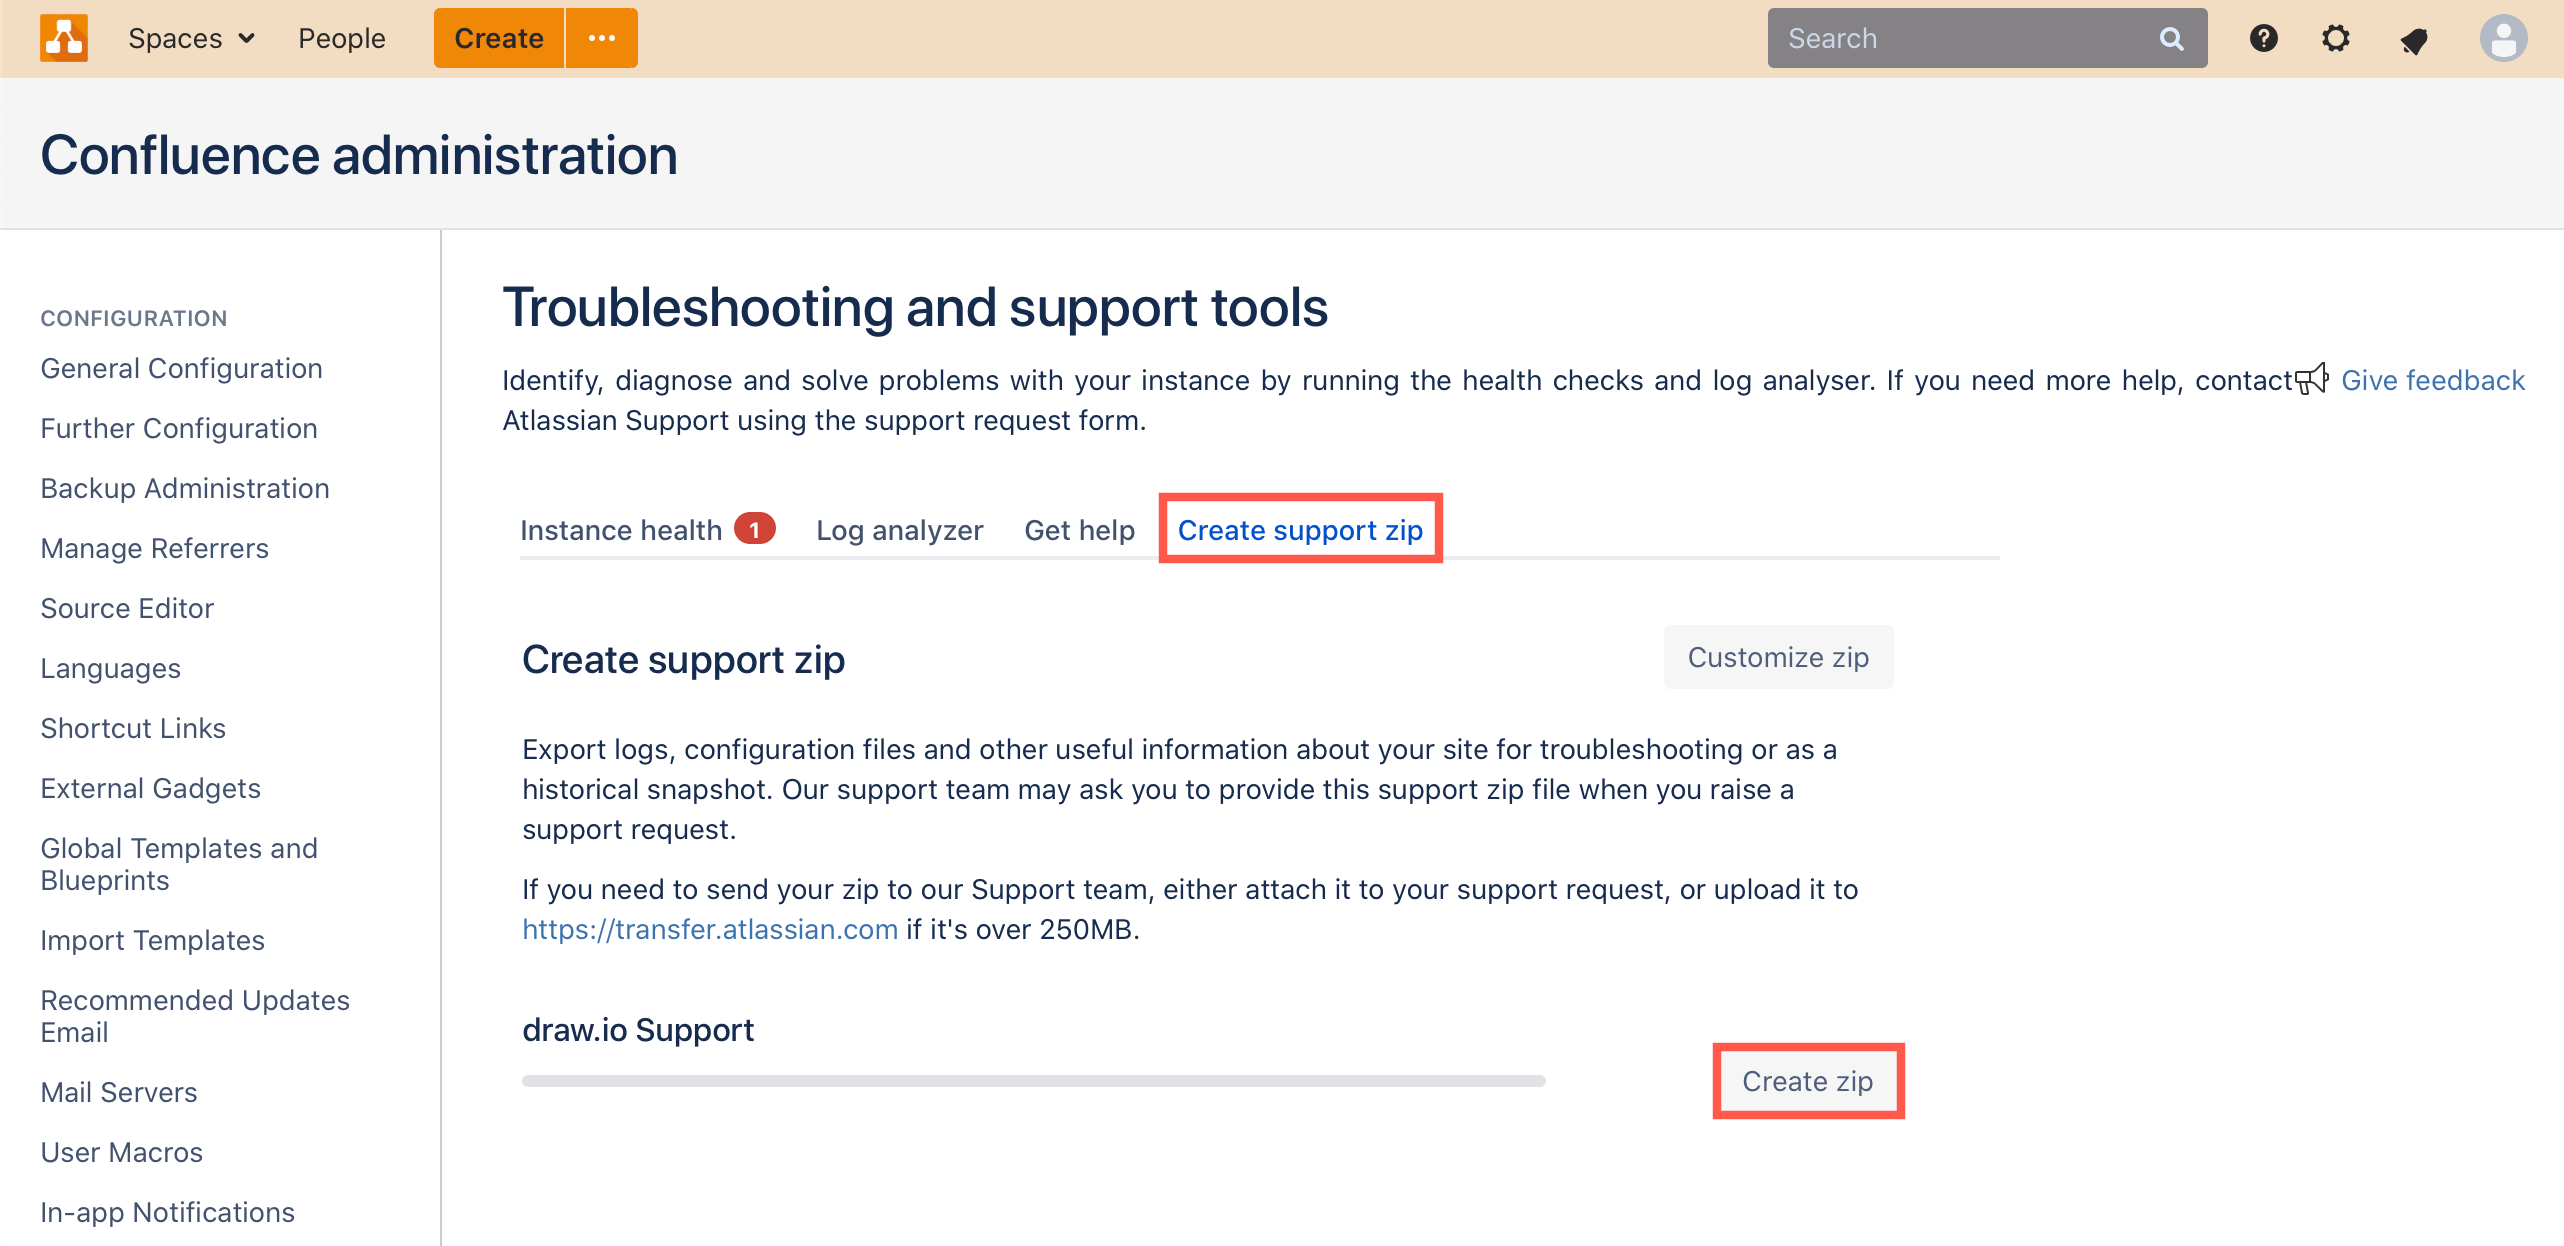 Spaces People Create ••• Search
Confluence administration
CONFIGURATION
General Configuration
Further Configuration
Backup Administration
Manage Referrers
Source Editor
Languages
Shortcut Links
External Gadgets
Global Templates and
Blueprints
Import Templates
Recommended Updates
Email
Mail Servers
User Macros
In-app Notifications
Troubleshooting and support tools
Identify, diagnose and solve problems with your instance by running the health checks and log analyser. If you need more help, contact Give feedback
Atlassian Support using the support request form.
Instance health 1 Log analyzer Get help Create support zip
Create support zip Customize zip
Export logs, configuration files and other useful information about your site for troubleshooting or as a
historical snapshot. Our support team may ask you to provide this support zip file when you raise a
support request.
If you need to send your zip to our Support team, either attach it to your support request, or upload it to
https://transfer.atlassian.com if it's over 250MB.
draw.io Support
Create zip